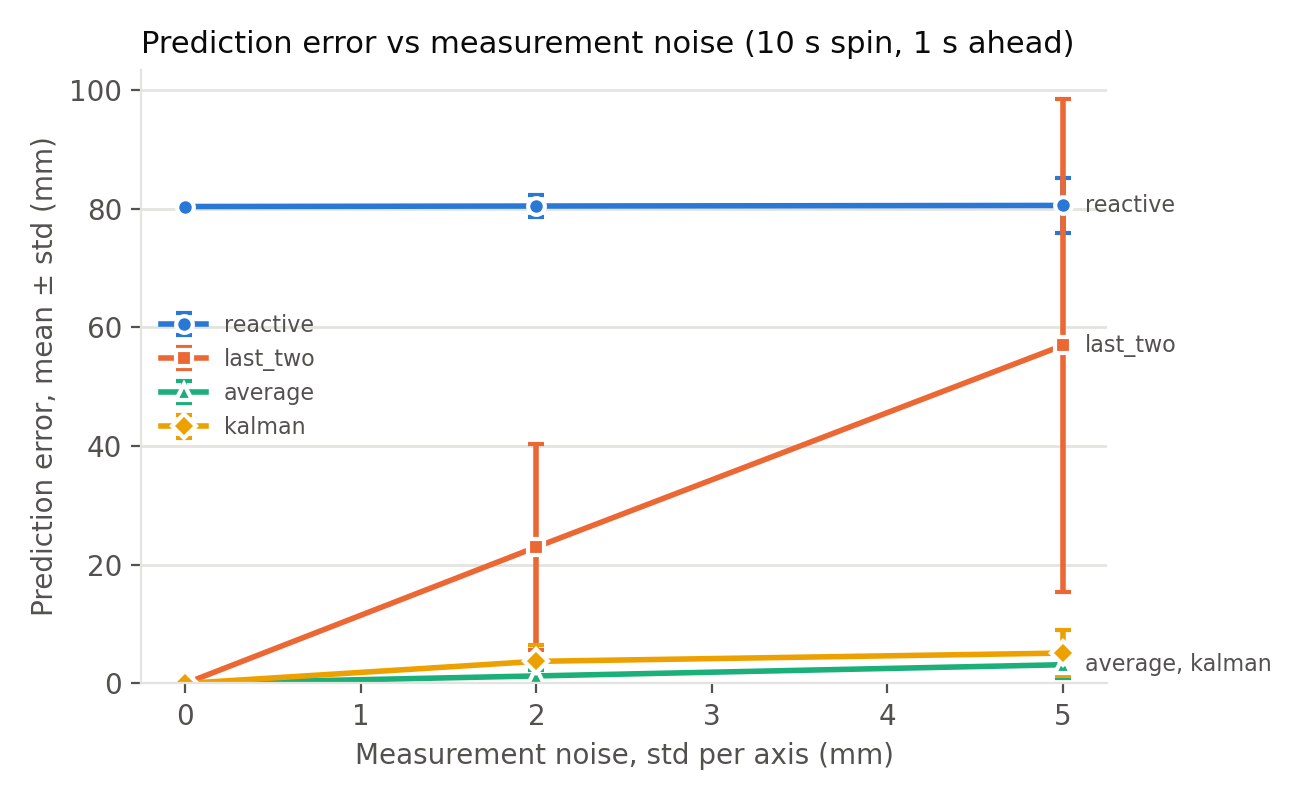 Prediction error vs measurement noise (10 s spin, 1 s ahead)
Prediction error, mean ± std (mm)
100
80
60
40
20
0
reactive
last_two
average
kalman
reactive
last_two
average, kalman
0 1 2 3 4 5
Measurement noise, std per axis (mm)